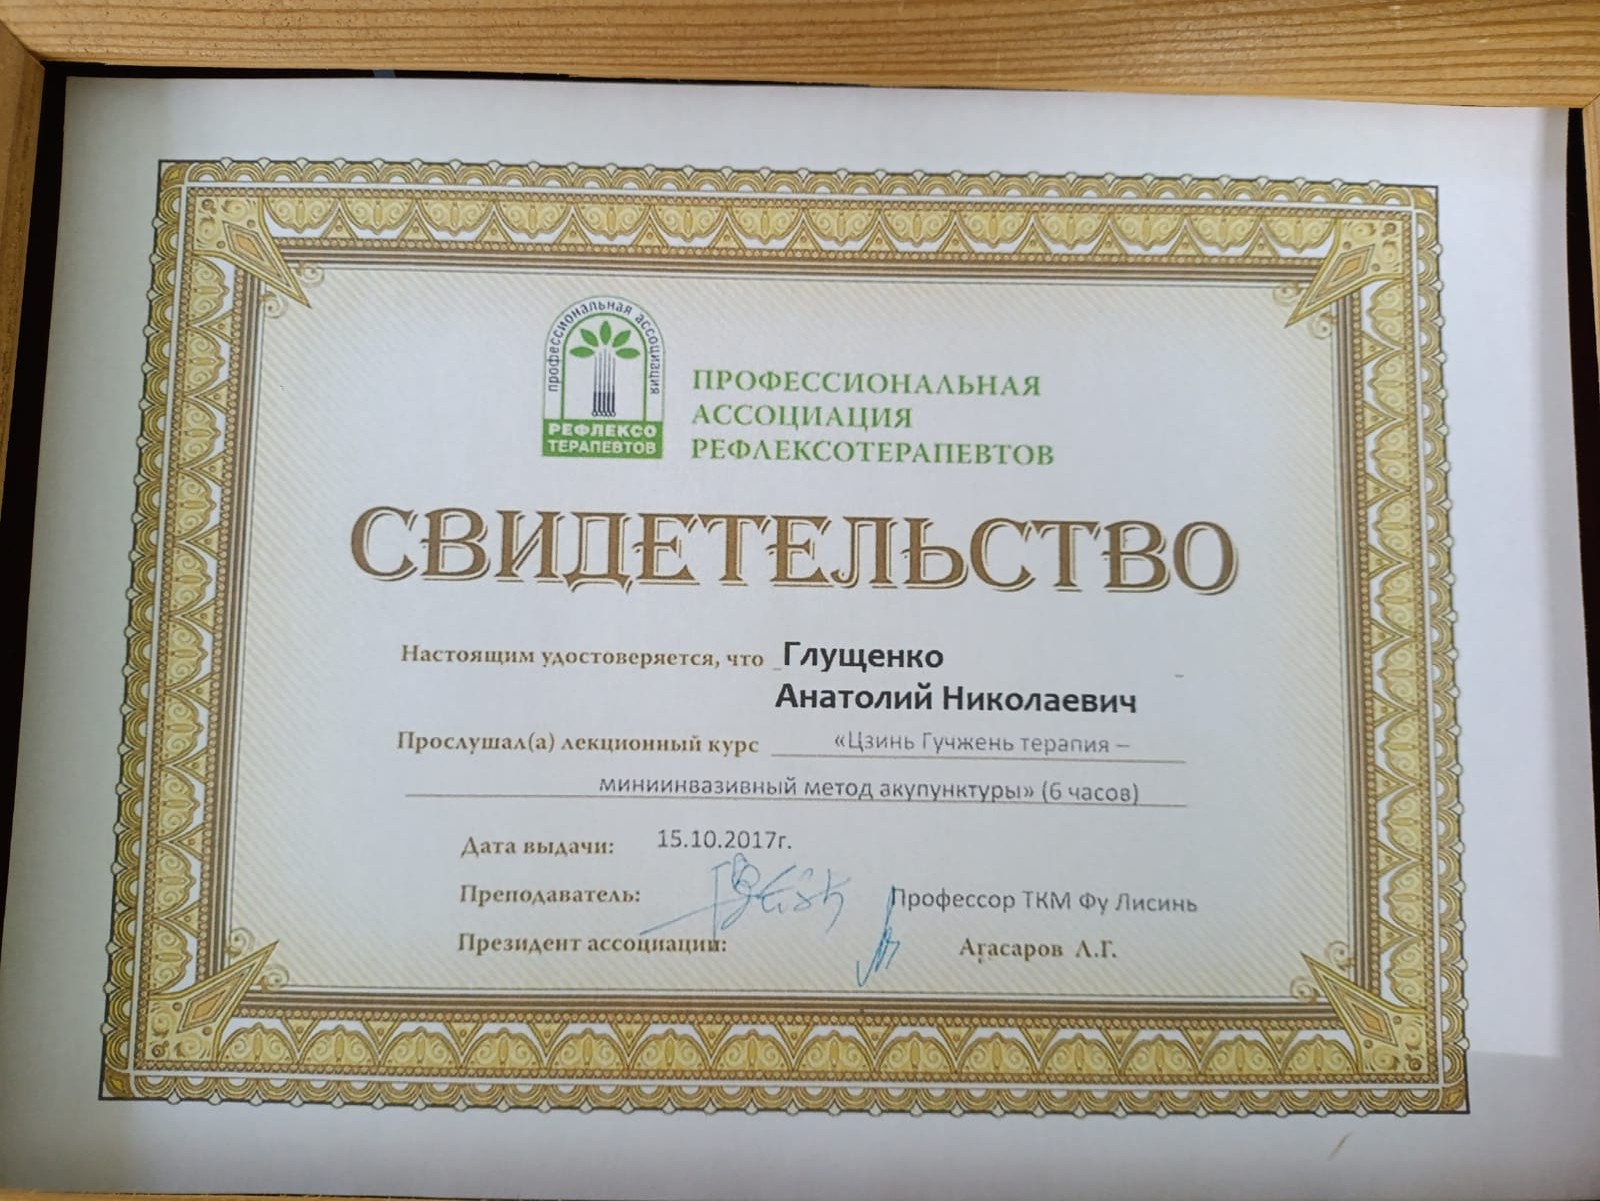 профессиональная ассоциация
РЕФЛЕКСО
ТЕРАПЕВТОВ
ПРОФЕССИОНАЛЬНАЯ
АССОЦИАЦИЯ
РЕФЛЕКСОТЕРАПЕВТОВ
СВИДЕТЕЛЬСТВО
Настоящим удостоверяется, что Глущенко
Анатолий Николаевич
Прослушал(а) лекционный курс «Цзинь Гучжень терапия –
миниинвазивный метод акупунктуры» (6 часов)
Дата выдачи: 15.10.2017г.
Преподаватель: Профессор ТКМ Фу Лисинь
Президент ассоциации: Агасаров Л.Г.